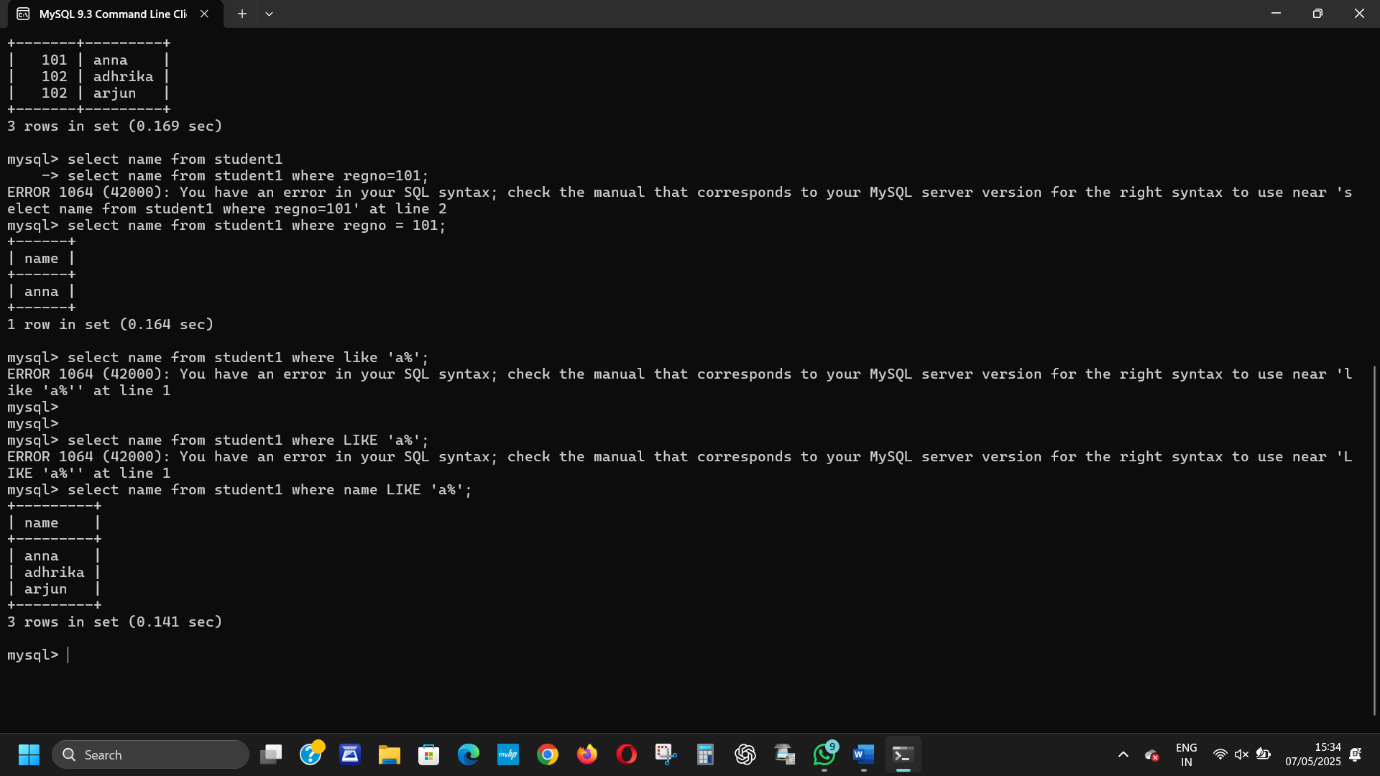 MySQL 9.3 Command Line Cli
+-------+---------+
|   101 | anna    |
|   102 | adhrika |
|   102 | arjun   |
+-------+---------+
3 rows in set (0.169 sec)
mysql> select name from student1
    -> select name from student1 where regno=101;
ERROR 1064 (42000): You have an error in your SQL syntax; check the manual that corresponds to your MySQL server version for the right syntax to use near 's
elect name from student1 where regno=101' at line 2
mysql> select name from student1 where regno = 101;
+------+
| name |
+------+
| anna |
+------+
1 row in set (0.164 sec)
mysql> select name from student1 where like 'a%';
ERROR 1064 (42000): You have an error in your SQL syntax; check the manual that corresponds to your MySQL server version for the right syntax to use near 'l
ike 'a%'' at line 1
mysql>
mysql>
mysql> select name from student1 where LIKE 'a%';
ERROR 1064 (42000): You have an error in your SQL syntax; check the manual that corresponds to your MySQL server version for the right syntax to use near 'L
IKE 'a%'' at line 1
mysql> select name from student1 where name LIKE 'a%';
+---------+
| name    |
+---------+
| anna    |
| adhrika |
| arjun   |
+---------+
3 rows in set (0.141 sec)
mysql>
Search
myhp
9
ENG
IN
15:34
07/05/2025